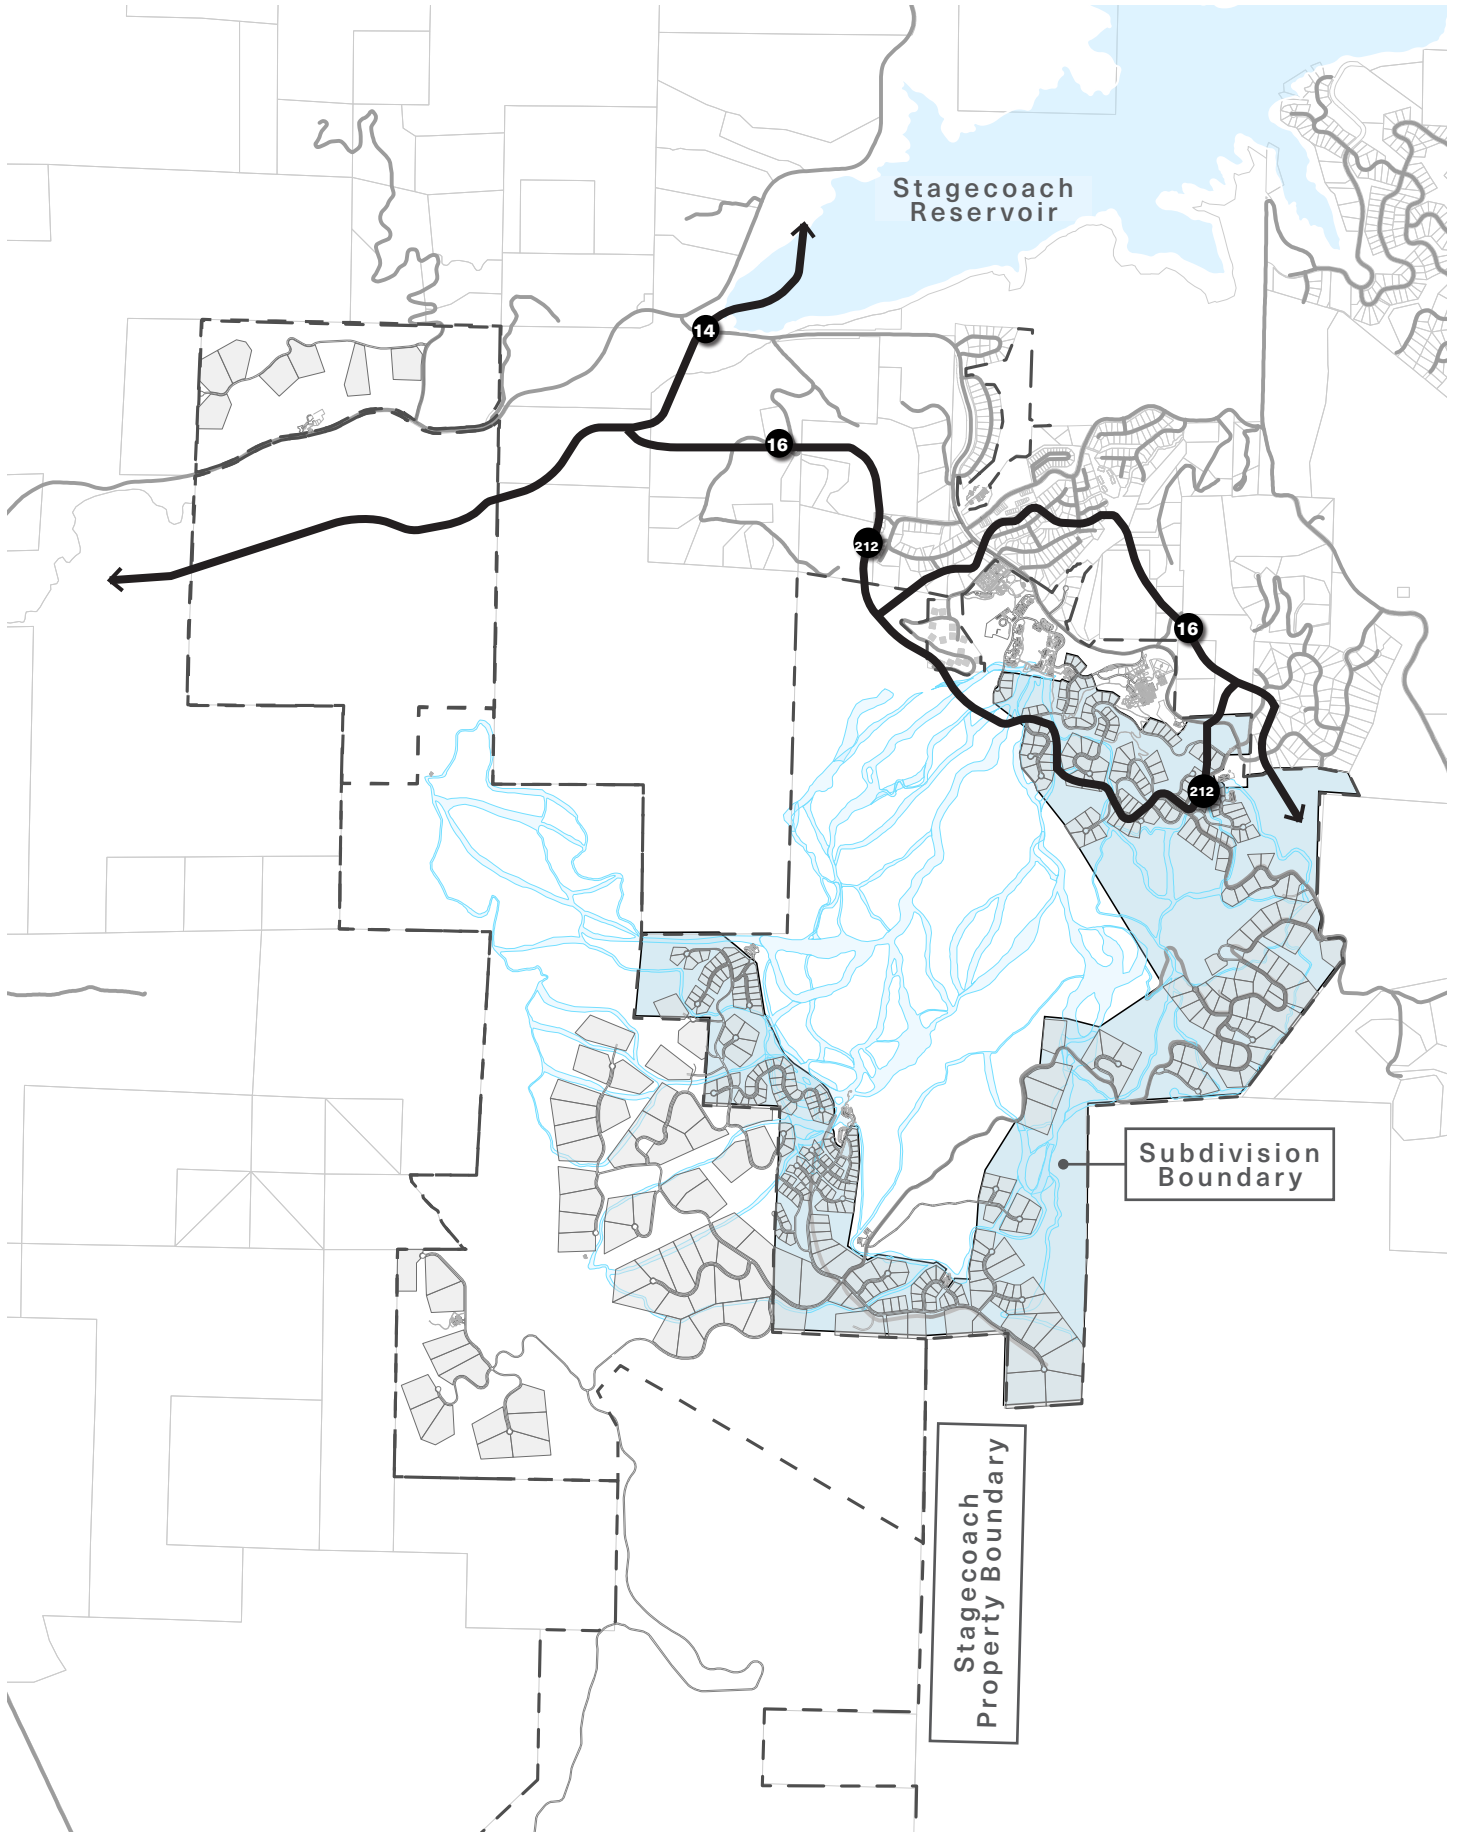 Stagecoach
Reservoir
14
16
212
16
212
Subdivision
Boundary
Stagecoach
Property Boundary